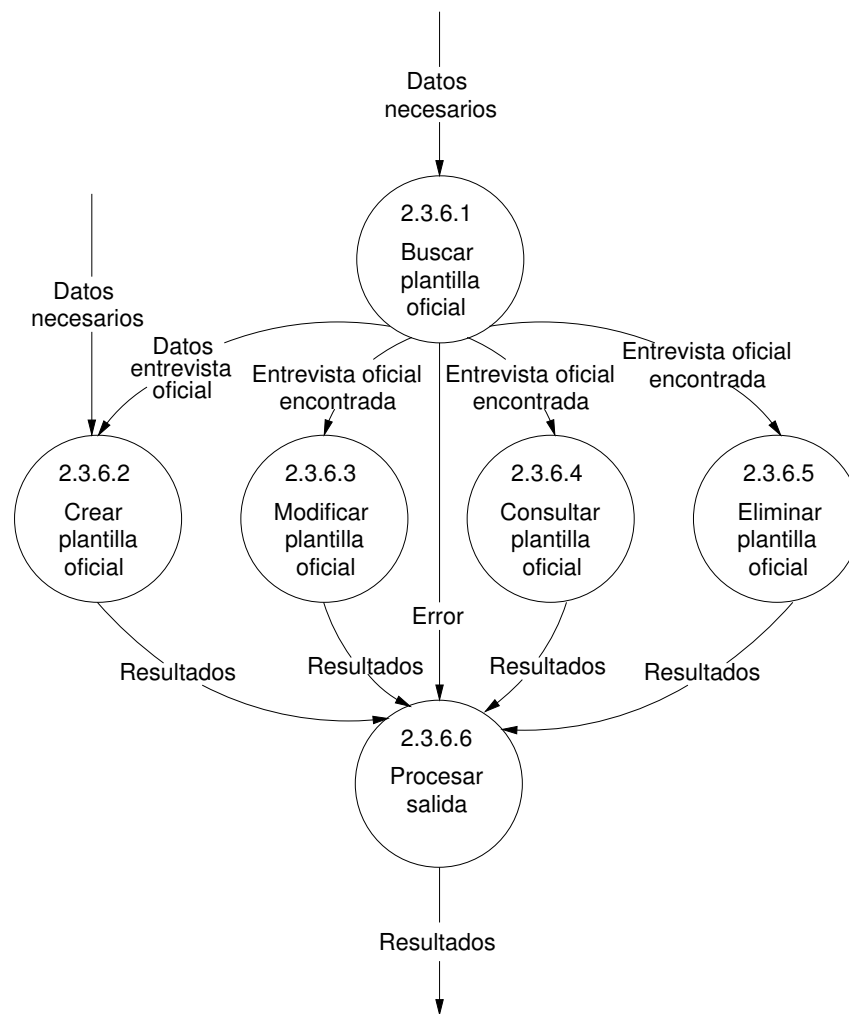 Datos
necesarios
2.3.6.1
Buscar
plantilla
oficial
Datos
necesarios
Datos
entrevista
oficial
Entrevista oficial
encontrada
Entrevista oficial
encontrada
Entrevista oficial
encontrada
2.3.6.2
Crear
plantilla
oficial
2.3.6.3
Modificar
plantilla
oficial
2.3.6.4
Consultar
plantilla
oficial
2.3.6.5
Eliminar
plantilla
oficial
Error
Resultados
Resultados
Resultados
Resultados
2.3.6.6
Procesar
salida
Resultados